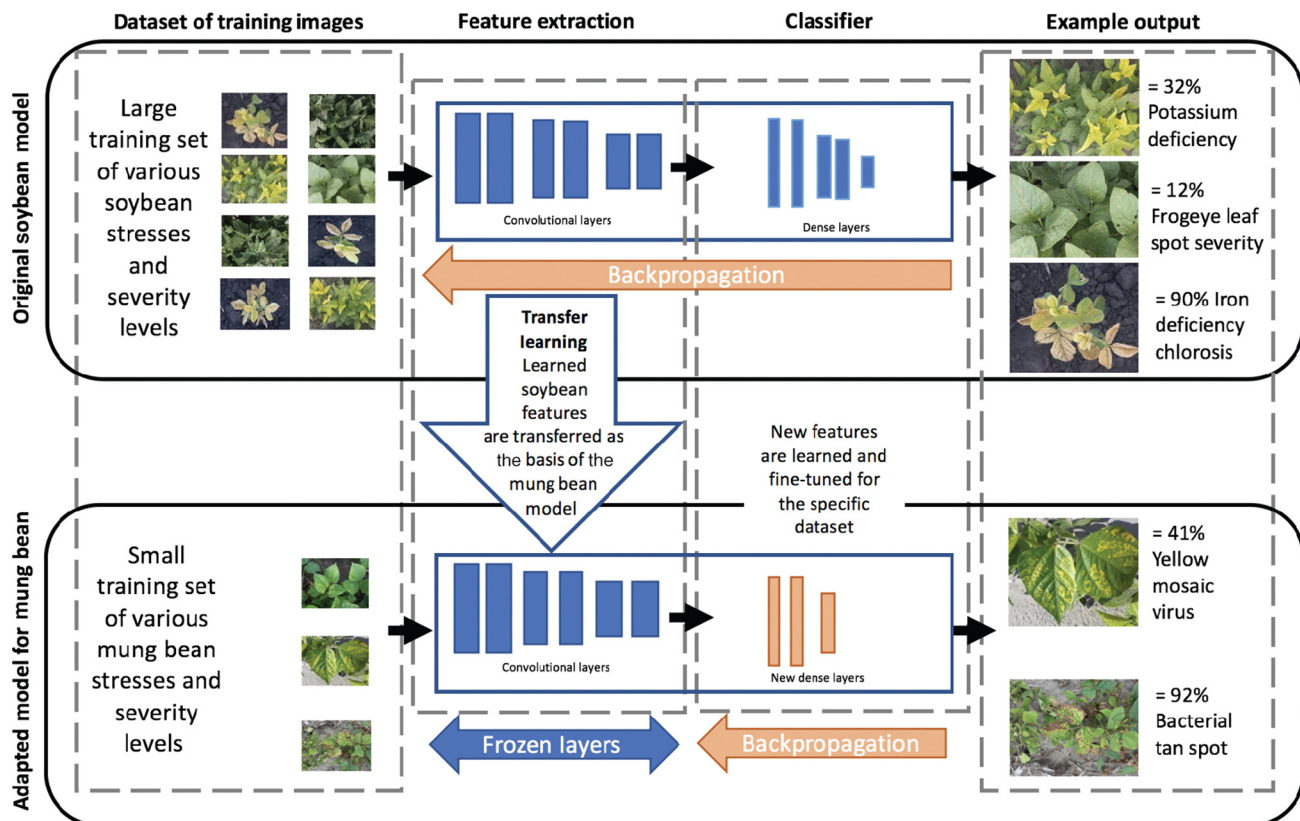 Dataset of training images
Feature extraction
Classifier
Example output
Original soybean model
Large
training set
of various
soybean
stresses
and
severity
levels
Convolutional layers
Dense layers
Backpropagation
= 32%
Potassium
deficiency
= 12%
Frogeye leaf
spot severity
= 90% Iron
deficiency
chlorosis
Transfer
learning
Learned
soybean
features
are transferred as
the basis of the
mung bean
model
New features
are learned and
fine-tuned for
the specific
dataset
Adapted model for mung bean
Small
training set
of various
mung bean
stresses and
severity
levels
Convolutional layers
New dense layers
Frozen layers
Backpropagation
= 41%
Yellow
mosaic
virus
= 92%
Bacterial
tan spot